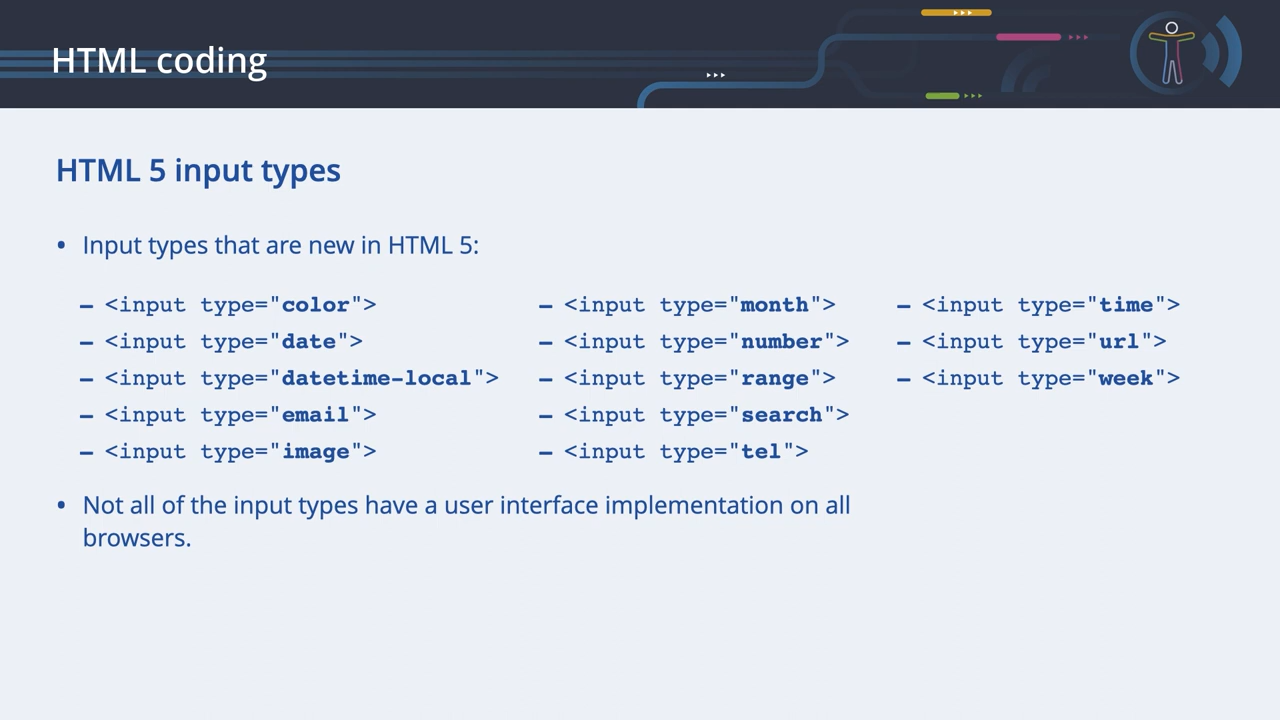 HTML coding
HTML 5 input types
• Input types that are new in HTML 5:
– <input type="color">
– <input type="date">
– <input type="datetime-local">
– <input type="email">
– <input type="image">
– <input type="month">
– <input type="number">
– <input type="range">
– <input type="search">
– <input type="tel">
– <input type="time">
– <input type="url">
– <input type="week">
• Not all of the input types have a user interface implementation on all
browsers.